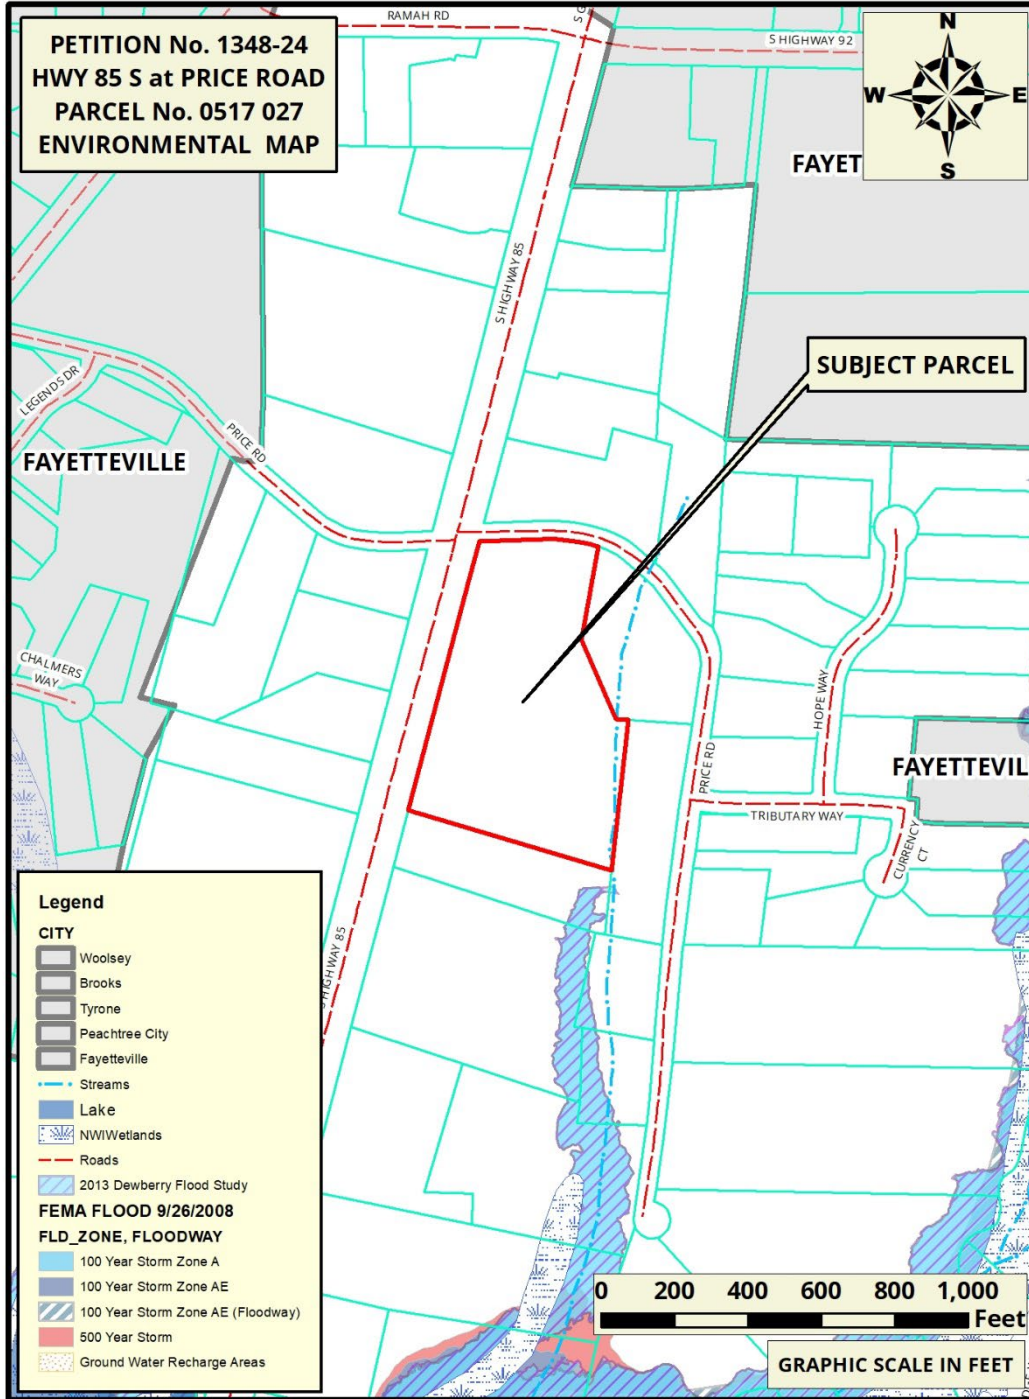 PETITION No. 1348-24
HWY 85 S at PRICE ROAD
PARCEL No. 0517 027
ENVIRONMENTAL MAP
RAMAH RD
S G
S HIGHWAY 92
N
W
E
S
FAYET
S HIGHWAY 85
SUBJECT PARCEL
LEGENDS DR
PRICE RD
FAYETTEVILLE
CHALMERS
WAY
HOPE WAY
PRICE RD
FAYETTEVIL
TRIBUTARY WAY
CURRENCY
CT
S HIGHWAY 85
Legend
CITY
Woolsey
Brooks
Tyrone
Peachtree City
Fayetteville
Streams
Lake
NWIWetlands
Roads
2013 Dewberry Flood Study
FEMA FLOOD 9/26/2008
FLD_ZONE, FLOODWAY
100 Year Storm Zone A
100 Year Storm Zone AE
100 Year Storm Zone AE (Floodway)
500 Year Storm
Ground Water Recharge Areas
0 200 400 600 800 1,000
Feet
GRAPHIC SCALE IN FEET